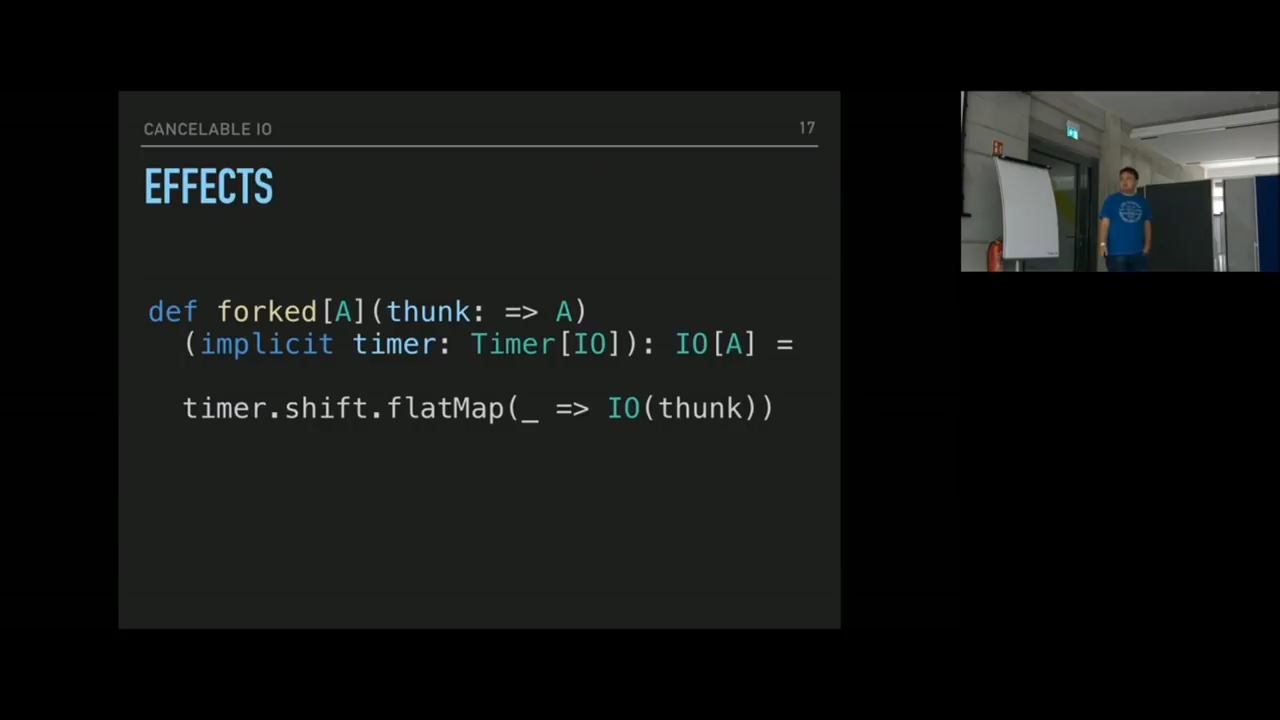 CANCELABLE IO 17
EFFECTS
def forked[A](thunk: => A)
(implicit timer: Timer[IO]): IO[A] =
timer.shift.flatMap(_ => IO(thunk))